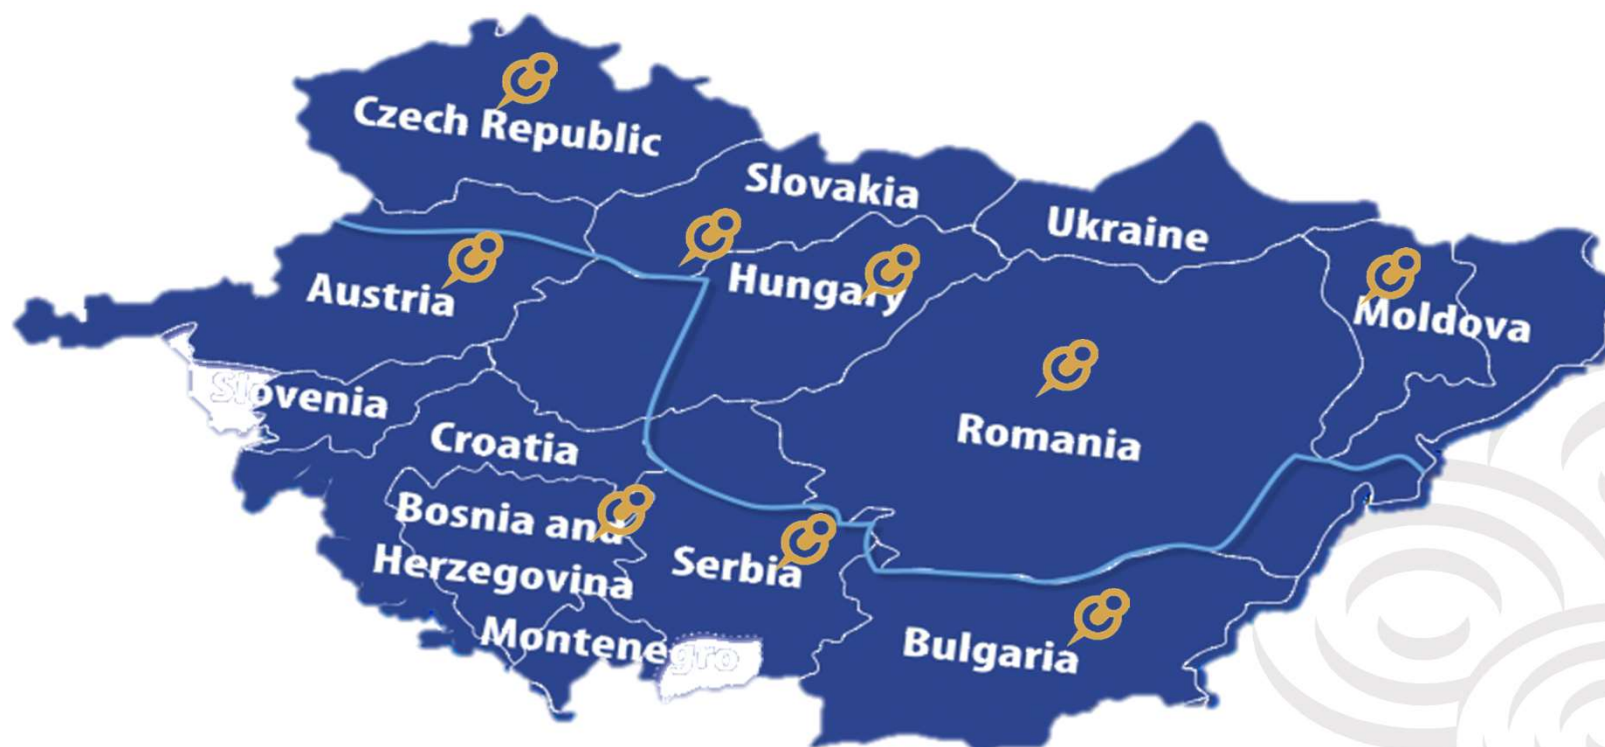 Czech Republic
Slovakia
Ukraine
Austria
Hungary
Moldova
Slovenia
Croatia
Romania
Bosnia and
Herzegovina
Serbia
Montenegro
Bulgaria